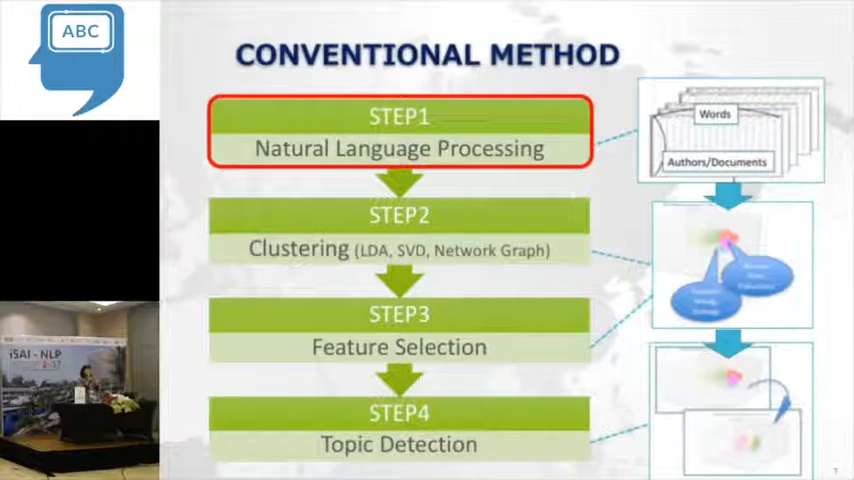 ABC
CONVENTIONAL METHOD
STEP1
Natural Language Processing
STEP2
Clustering (LDA, SVD, Network Graph)
STEP3
Feature Selection
STEP4
Topic Detection
Words
Authors/Documents
iSAI - NLP
7